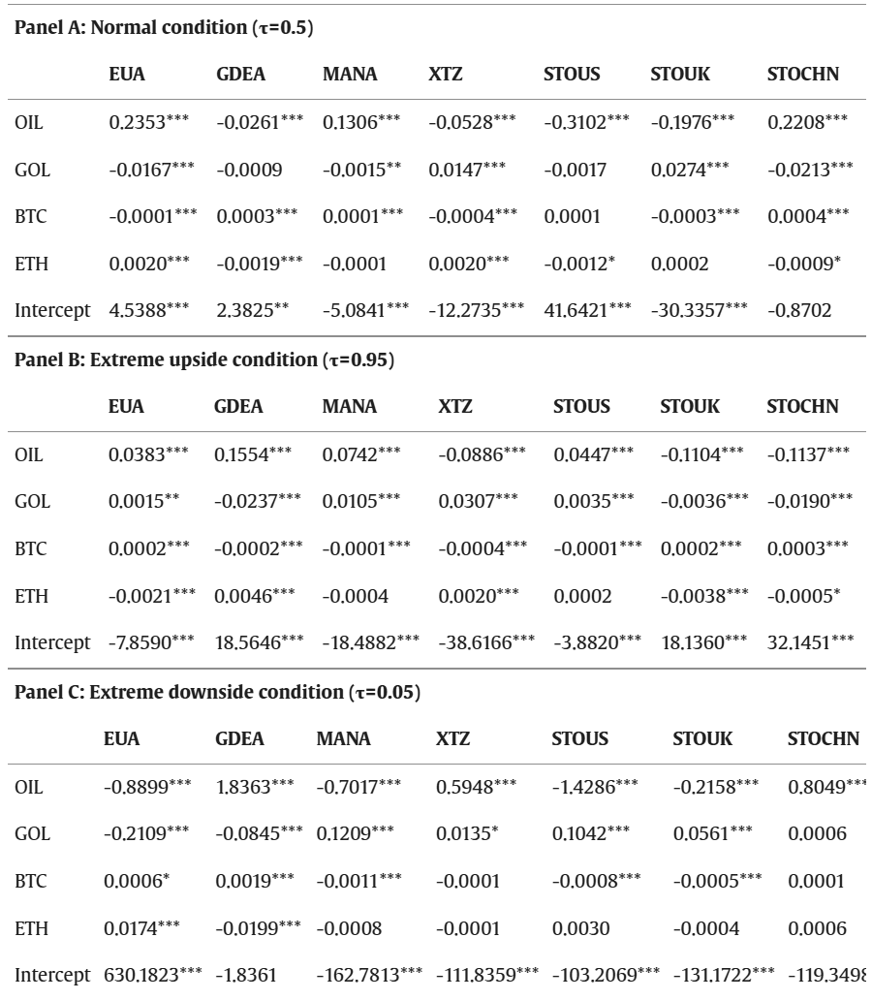 Panel A: Normal condition (τ=0.5)
EUA GDEA MANA XTZ STOUS STOUK STOCHN
OIL 0.2353*** -0.0261*** 0.1306*** -0.0528*** -0.3102*** -0.1976*** 0.2208***
GOL -0.0167*** -0.0009 -0.0015** 0.0147*** -0.0017 0.0274*** -0.0213***
BTC -0.0001*** 0.0003*** 0.0001*** -0.0004*** 0.0001 -0.0003*** 0.0004***
ETH 0.0020*** -0.0019*** -0.0001 0.0020*** -0.0012* 0.0002 -0.0009*
Intercept 4.5388*** 2.3825** -5.0841*** -12.2735*** 41.6421*** -30.3357*** -0.8702
Panel B: Extreme upside condition (τ=0.95)
EUA GDEA MANA XTZ STOUS STOUK STOCHN
OIL 0.0383*** 0.1554*** 0.0742*** -0.0886*** 0.0447*** -0.1104*** -0.1137***
GOL 0.0015** -0.0237*** 0.0105*** 0.0307*** 0.0035*** -0.0036*** -0.0190***
BTC 0.0002*** -0.0002*** -0.0001*** -0.0004*** -0.0001*** 0.0002*** 0.0003***
ETH -0.0021*** 0.0046*** -0.0004 0.0020*** 0.0002 -0.0038*** -0.0005*
Intercept -7.8590*** 18.5646*** -18.4882*** -38.6166*** -3.8820*** 18.1360*** 32.1451***
Panel C: Extreme downside condition (τ=0.05)
EUA GDEA MANA XTZ STOUS STOUK STOCHN
OIL -0.8899*** 1.8363*** -0.7017*** 0.5948*** -1.4286*** -0.2158*** 0.8049***
GOL -0.2109*** -0.0845*** 0.1209*** 0.0135* 0.1042*** 0.0561*** 0.0006
BTC 0.0006* 0.0019*** -0.0011*** -0.0001 -0.0008*** -0.0005*** 0.0001
ETH 0.0174*** -0.0199*** -0.0008 -0.0001 0.0030 -0.0004 0.0006
Intercept 630.1823*** -1.8361 -162.7813*** -111.8359*** -103.2069*** -131.1722*** -119.3498